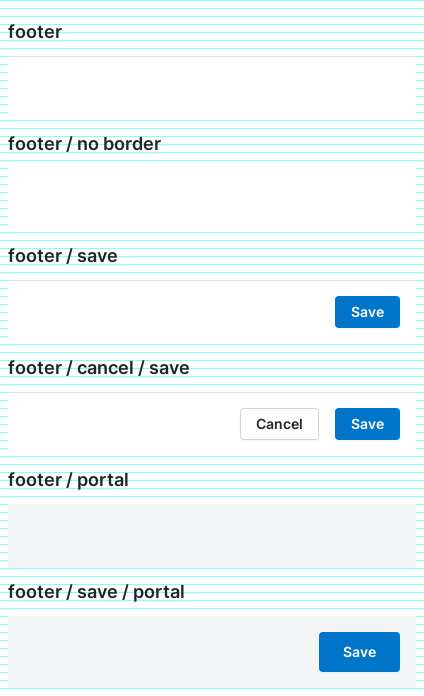 footer
footer / no border
footer / save
Save
footer / cancel / save
Cancel Save
footer / portal
footer / save / portal
Save